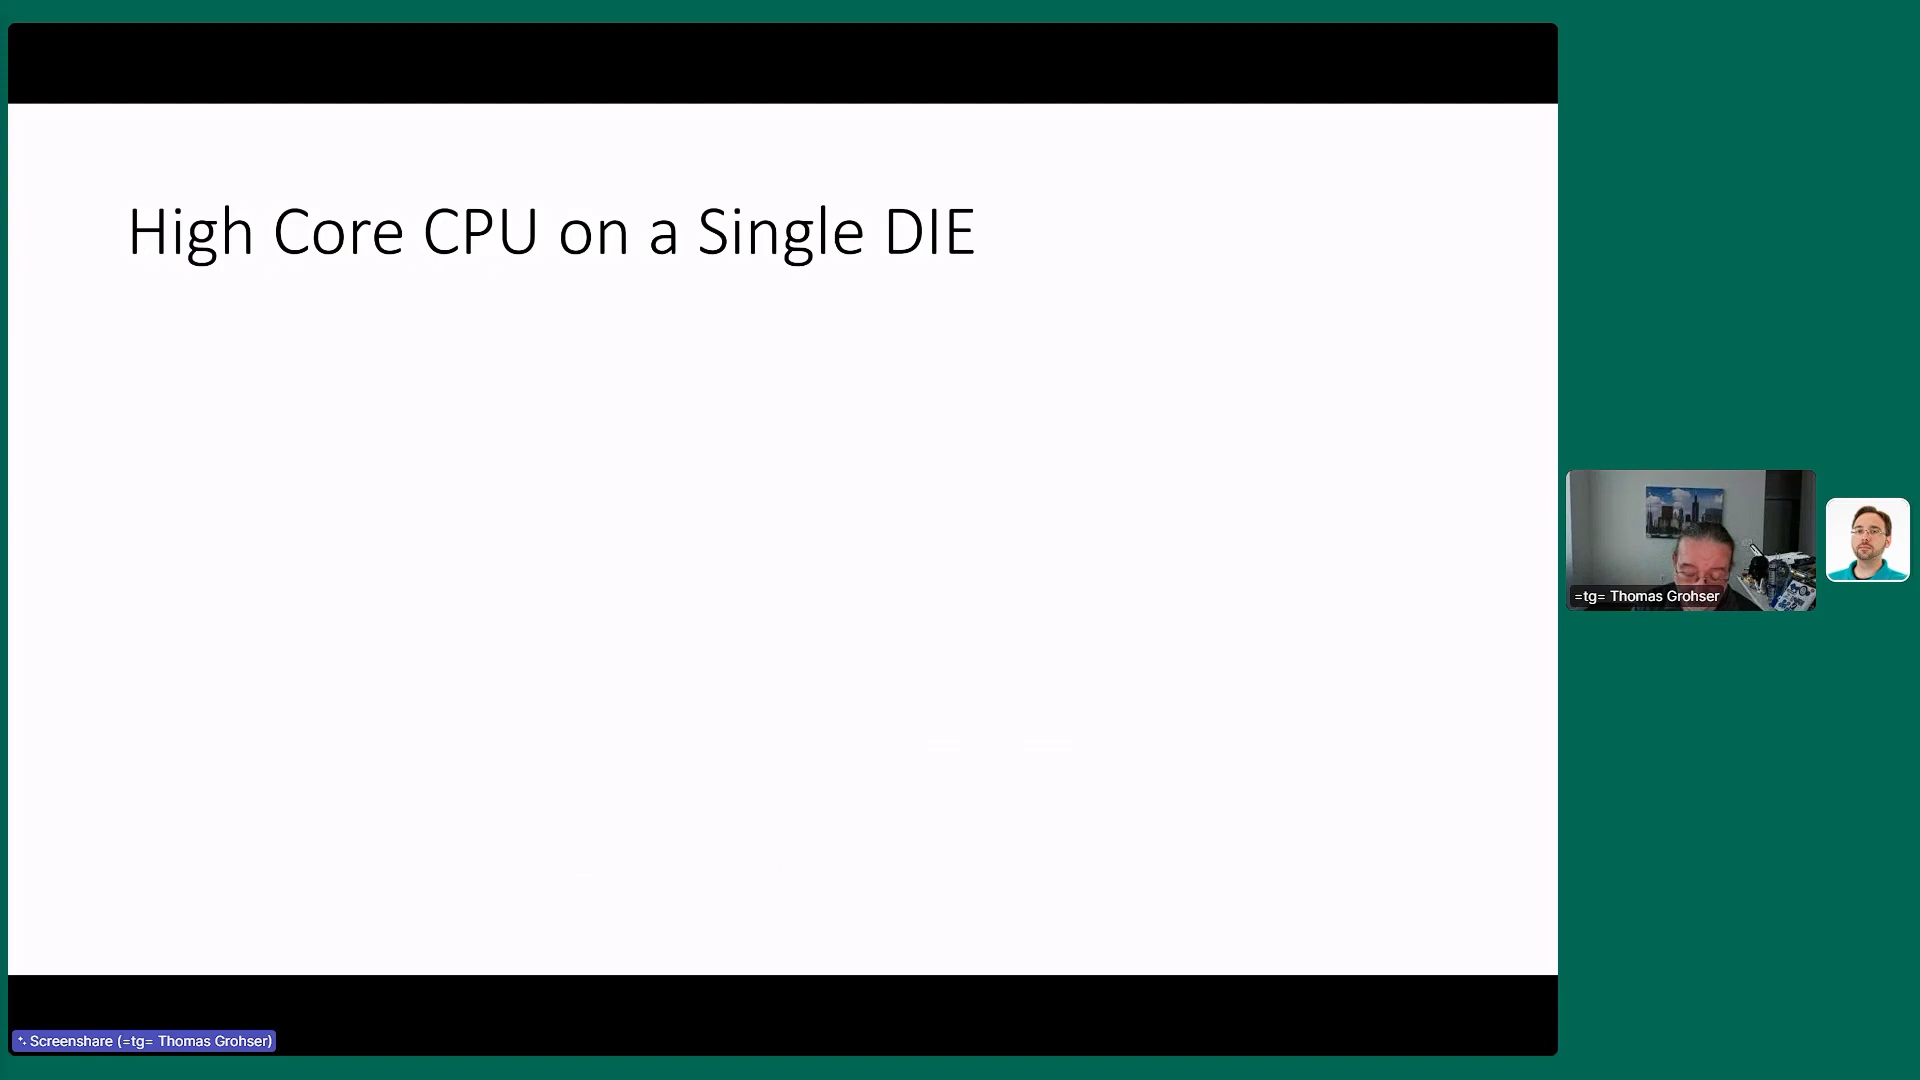 High Core CPU on a Single DIE
=tg= Thomas Grohser
Screenshare (=tg= Thomas Grohser)